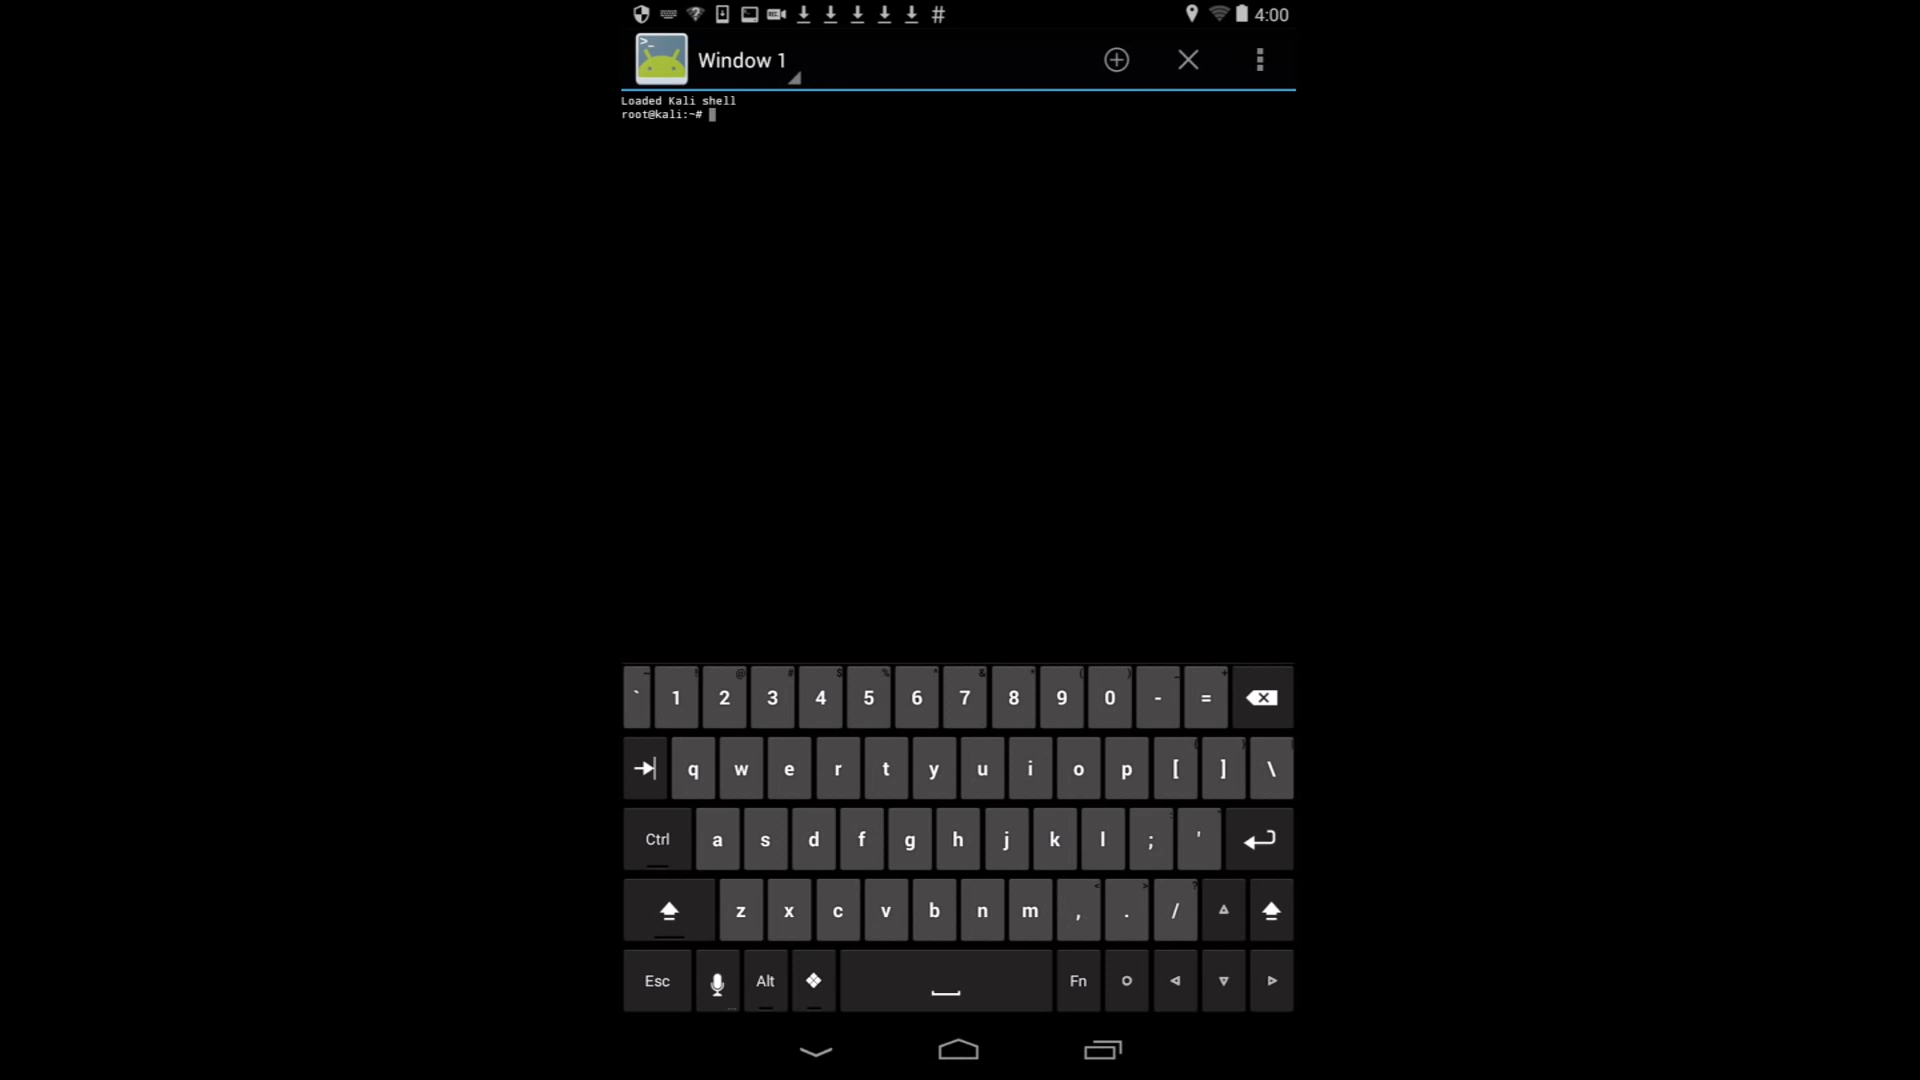 # 4:00
>_ Window 1
Loaded Kali shell
root@kali:~#
` 1 2 3 4 5 6 7 8 9 0 - =
q w e r t y u i o p [ ] \
Ctrl a s d f g h j k l ; '
z x c v b n m , . /
Esc Alt Fn